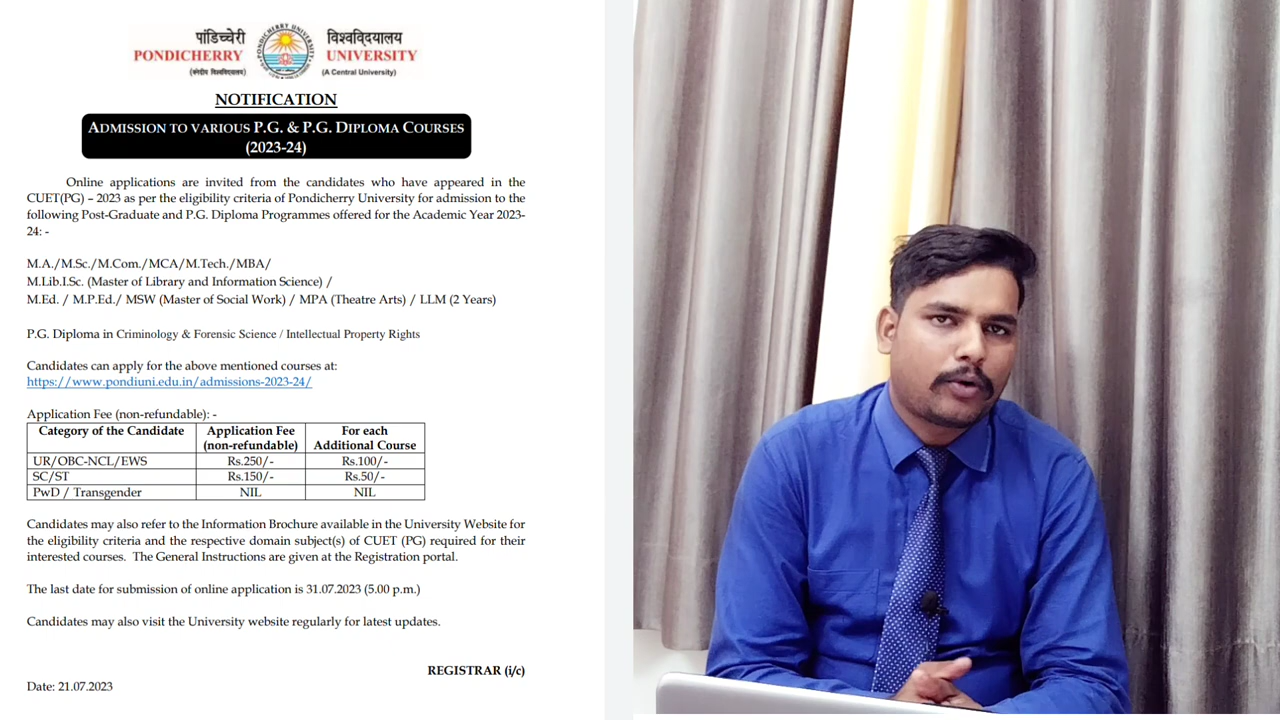 पांडिच्चेरी विश्वविद्यालय
PONDICHERRY UNIVERSITY
(A Central University)
NOTIFICATION
ADMISSION TO VARIOUS P.G. & P.G. DIPLOMA COURSES
(2023-24)
Online applications are invited from the candidates who have appeared in the
CUET(PG) – 2023 as per the eligibility criteria of Pondicherry University for admission to the
following Post-Graduate and P.G. Diploma Programmes offered for the Academic Year 2023-
24: -
M.A./M.Sc./M.Com./MCA/M.Tech./MBA/
M.Lib.I.Sc. (Master of Library and Information Science) /
M.Ed. / M.P.Ed./ MSW (Master of Social Work) / MPA (Theatre Arts) / LLM (2 Years)
P.G. Diploma in Criminology & Forensic Science / Intellectual Property Rights
Candidates can apply for the above mentioned courses at:
https://www.pondiuni.edu.in/admissions-2023-24/
Application Fee (non-refundable): -
Category of the Candidate Application Fee (non-refundable) For each Additional Course
UR/OBC-NCL/EWS Rs.250/- Rs.100/-
SC/ST Rs.150/- Rs.50/-
PwD / Transgender NIL NIL
Candidates may also refer to the Information Brochure available in the University Website for
the eligibility criteria and the respective domain subject(s) of CUET (PG) required for their
interested courses. The General Instructions are given at the Registration portal.
The last date for submission of online application is 31.07.2023 (5.00 p.m.)
Candidates may also visit the University website regularly for latest updates.
REGISTRAR (i/c)
Date: 21.07.2023